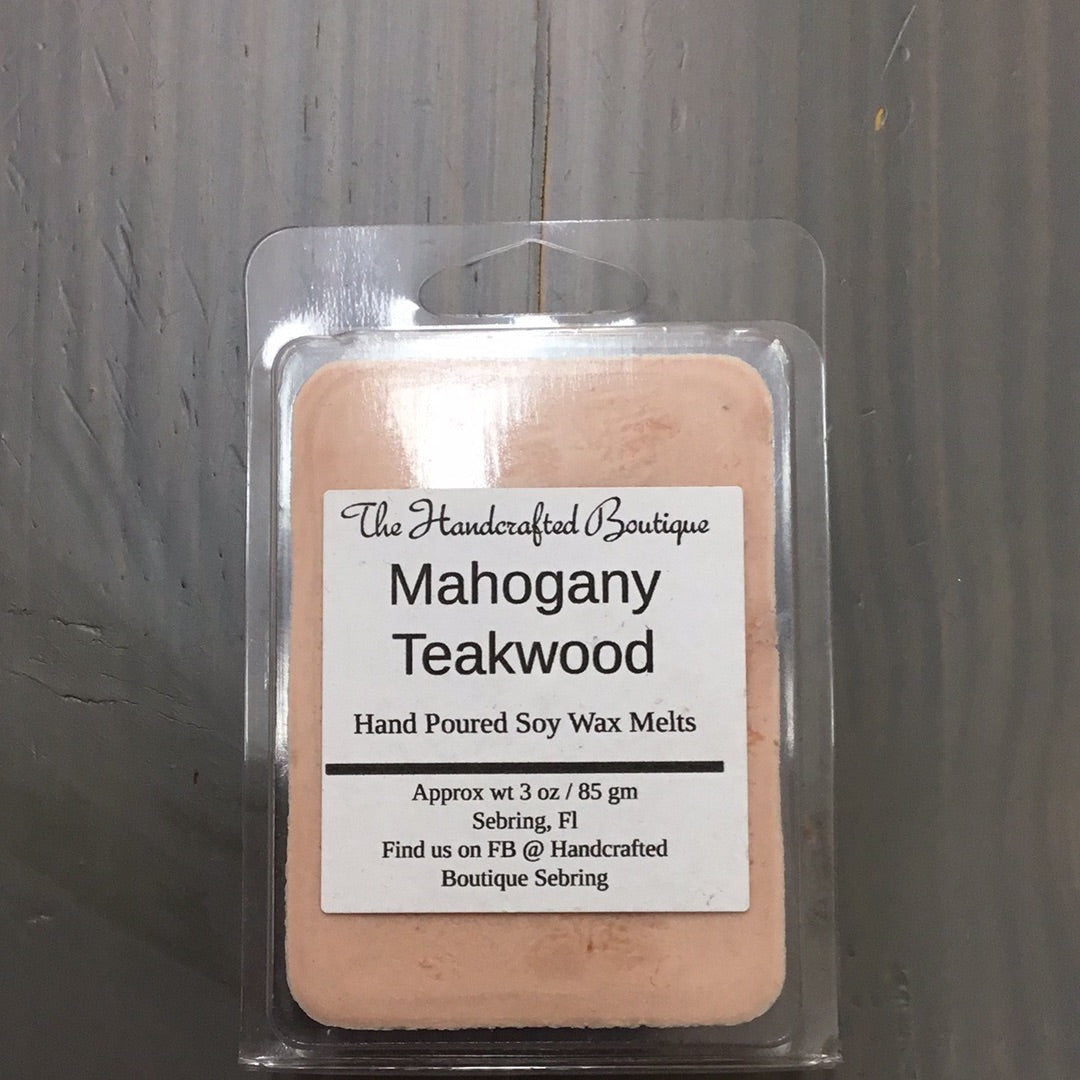 The Handcrafted Boutique
Mahogany
Teakwood
Hand Poured Soy Wax Melts
Approx wt 3 oz / 85 gm
Sebring, Fl
Find us on FB @ Handcrafted
Boutique Sebring